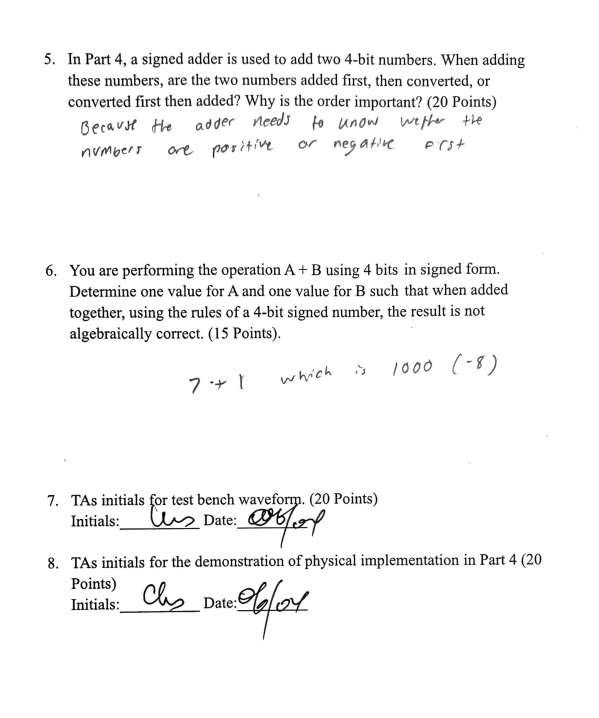 5. In Part 4, a signed adder is used to add two 4-bit numbers. When adding
these numbers, are the two numbers added first, then converted, or
converted first then added? Why is the order important? (20 Points)
Because the adder needs to know wether the
numbers are positive or negative first
6. You are performing the operation A + B using 4 bits in signed form.
Determine one value for A and one value for B such that when added
together, using the rules of a 4-bit signed number, the result is not
algebraically correct. (15 Points).
7 + 1 which is 1000 (-8)
7. TAs initials for test bench waveform. (20 Points)
Initials: Date:
8. TAs initials for the demonstration of physical implementation in Part 4 (20
Points)
Initials: Date: 06/04